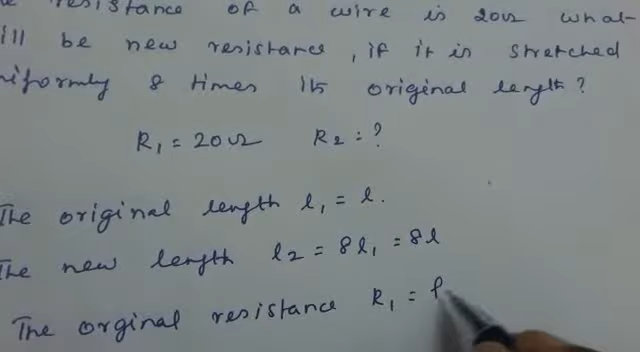 resistance of a wire is 20Ω what-
ill be new resistance, if it is stretched
niformly 8 times its original length?
R₁ = 20Ω R₂ = ?
The original length l₁ = l.
The new length l₂ = 8l₁ = 8l
The orginal resistance R₁ = ρ